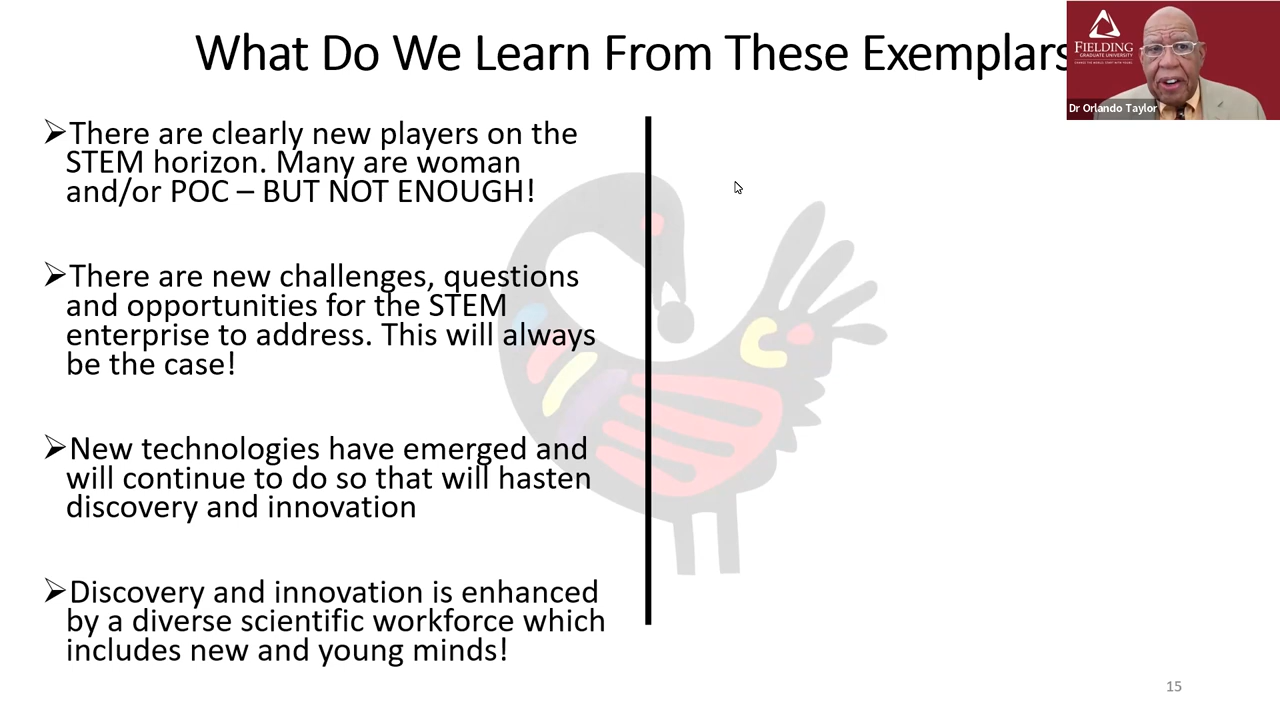 What Do We Learn From These Exemplars
➢There are clearly new players on the
STEM horizon. Many are woman
and/or POC – BUT NOT ENOUGH!
➢There are new challenges, questions
and opportunities for the STEM
enterprise to address. This will always
be the case!
➢New technologies have emerged and
will continue to do so that will hasten
discovery and innovation
➢Discovery and innovation is enhanced
by a diverse scientific workforce which
includes new and young minds!
FIELDING
GRADUATE UNIVERSITY
Dr Orlando Taylor
15